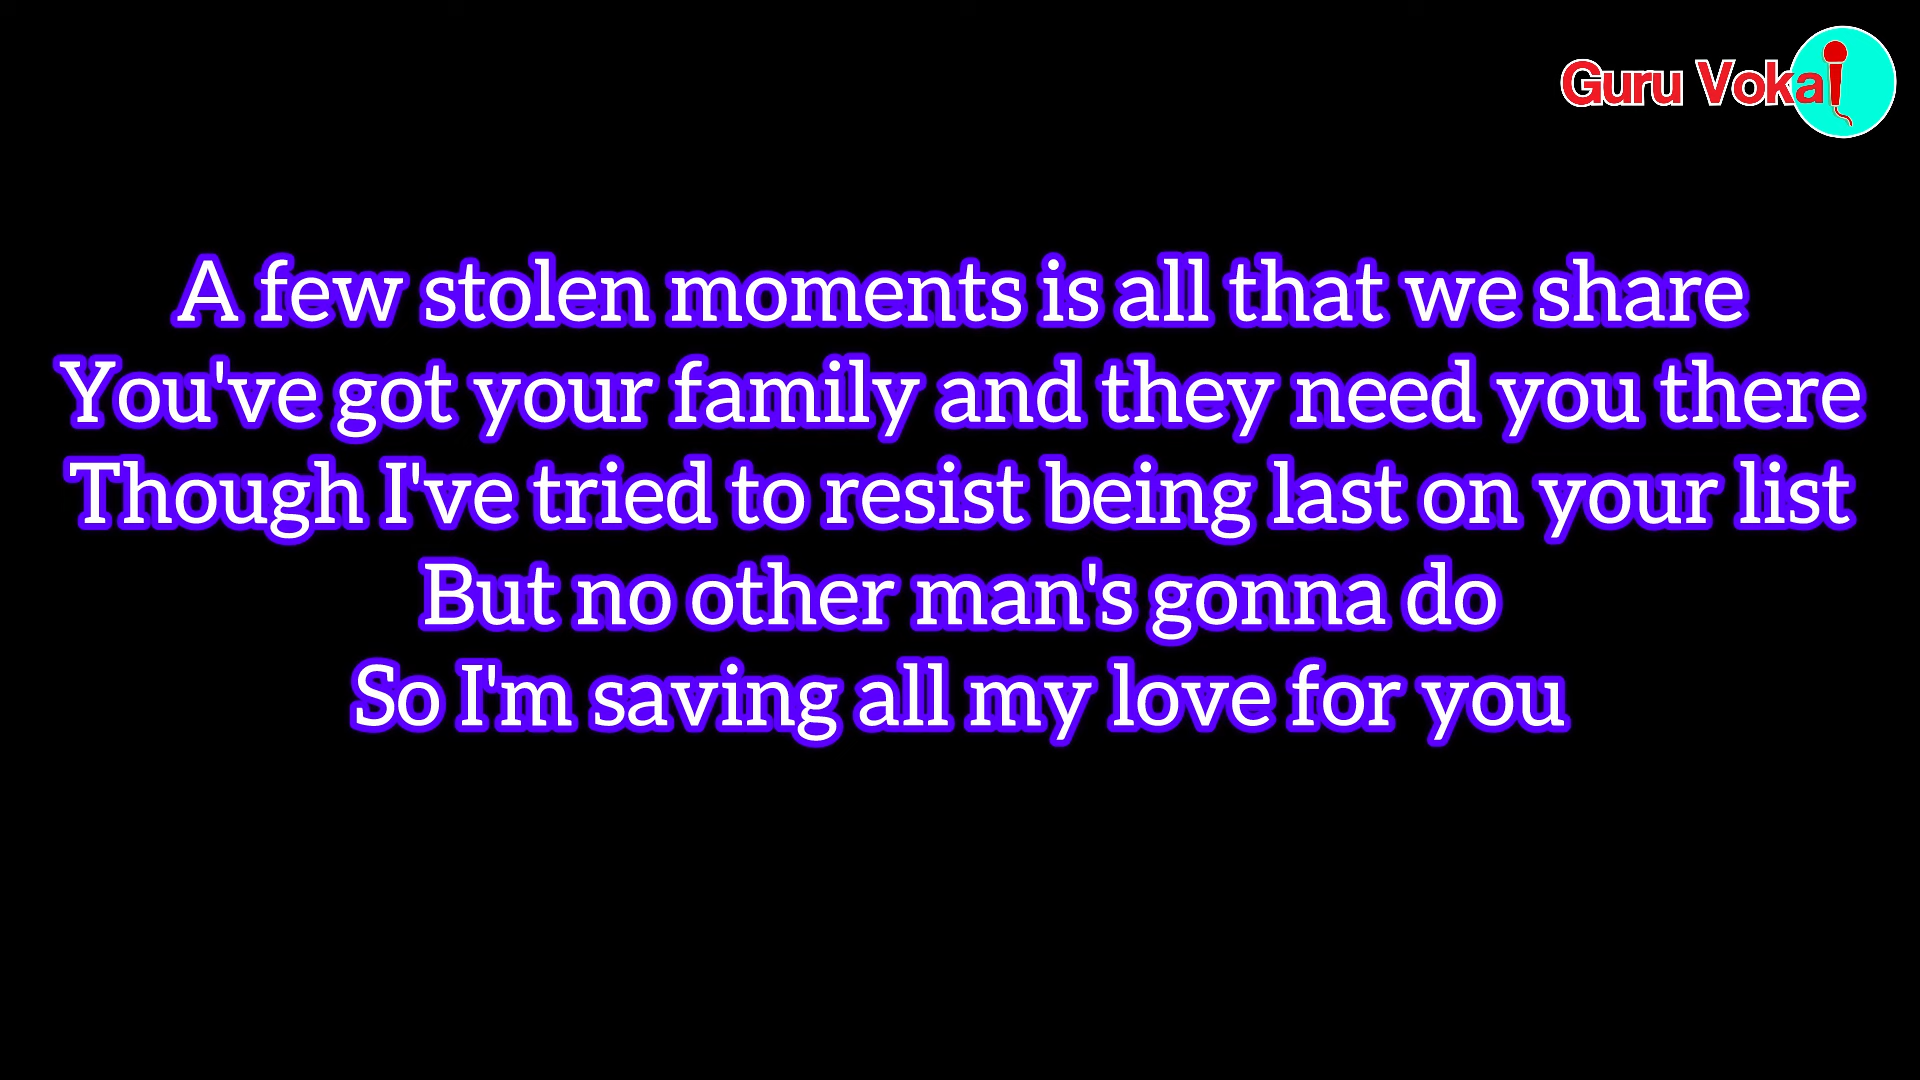 Guru Vokal
A few stolen moments is all that we share
You've got your family and they need you there
Though I've tried to resist being last on your list
But no other man's gonna do
So I'm saving all my love for you